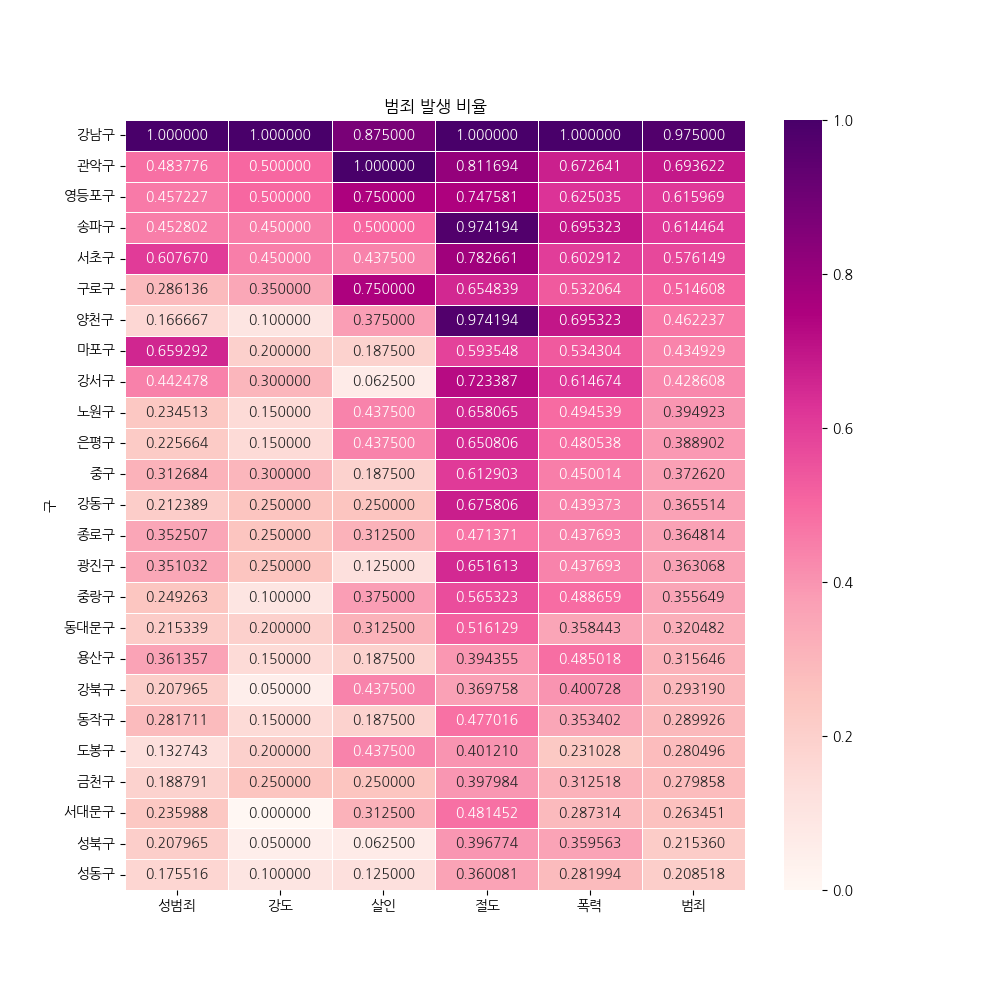 범죄 발생 비율
강남구 1.000000 1.000000 0.875000 1.000000 1.000000 0.975000 1.0
관악구 0.483776 0.500000 1.000000 0.811694 0.672641 0.693622
영등포구 0.457227 0.500000 0.750000 0.747581 0.625035 0.615969
송파구 0.452802 0.450000 0.500000 0.974194 0.695323 0.614464
서초구 0.607670 0.450000 0.437500 0.782661 0.602912 0.576149
0.8
구로구 0.286136 0.350000 0.750000 0.654839 0.532064 0.514608
양천구 0.166667 0.100000 0.375000 0.974194 0.695323 0.462237
마포구 0.659292 0.200000 0.187500 0.593548 0.534304 0.434929
강서구 0.442478 0.300000 0.062500 0.723387 0.614674 0.428608
노원구 0.234513 0.150000 0.437500 0.658065 0.494539 0.394923
0.6
은평구 0.225664 0.150000 0.437500 0.650806 0.480538 0.388902
중구 0.312684 0.300000 0.187500 0.612903 0.450014 0.372620
구
강동구 0.212389 0.250000 0.250000 0.675806 0.439373 0.365514
종로구 0.352507 0.250000 0.312500 0.471371 0.437693 0.364814
광진구 0.351032 0.250000 0.125000 0.651613 0.437693 0.363068
0.4
중랑구 0.249263 0.100000 0.375000 0.565323 0.488659 0.355649
동대문구 0.215339 0.200000 0.312500 0.516129 0.358443 0.320482
용산구 0.361357 0.150000 0.187500 0.394355 0.485018 0.315646
강북구 0.207965 0.050000 0.437500 0.369758 0.400728 0.293190
동작구 0.281711 0.150000 0.187500 0.477016 0.353402 0.289926
0.2
도봉구 0.132743 0.200000 0.437500 0.401210 0.231028 0.280496
금천구 0.188791 0.250000 0.250000 0.397984 0.312518 0.279858
서대문구 0.235988 0.000000 0.312500 0.481452 0.287314 0.263451
성북구 0.207965 0.050000 0.062500 0.396774 0.359563 0.215360
성동구 0.175516 0.100000 0.125000 0.360081 0.281994 0.208518
0.0
성범죄 강도 살인 절도 폭력 범죄